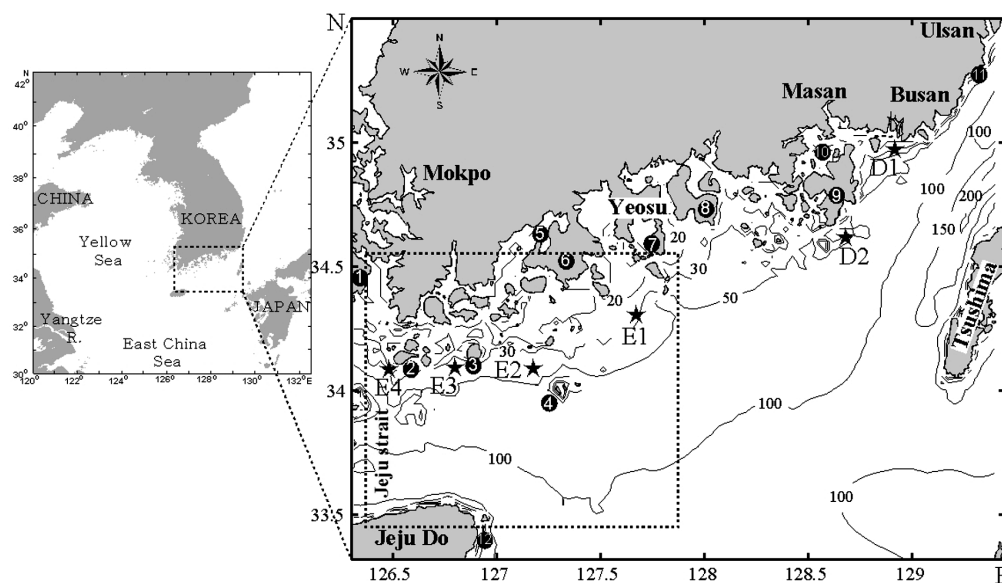 N
42°
40°
38°
36°
34°
32°
30°
120°
122°
124°
126°
128°
130°
132°
E
CHINA
KOREA
Yellow
Sea
JAPAN
Yangtze
R.
East China
Sea
N
35
34.5
34
33.5
126.5
127
127.5
128
128.5
129
E
N
W
E
S
Ulsan
11
Masan
Busan
10
D1
100
Mokpo
9
100
200
Yeosu
8
150
5
7
20
D2
1
6
30
20
50
E1
Tsushima
30
2
3
E4
E3
E2
4
100
Jeju strait
100
100
Jeju Do
12